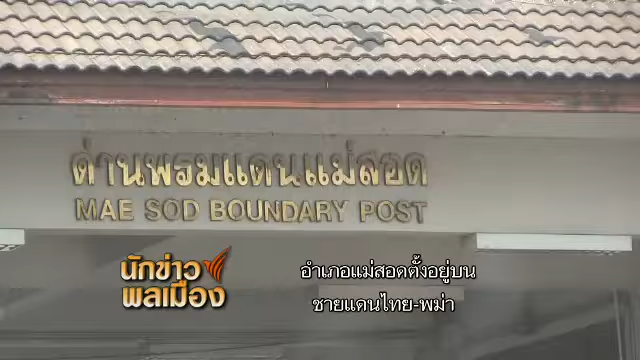 ด่านพรมแดนแม่สอด
MAE SOD BOUNDARY POST
นักข่าว
พลเมือง
อำเภอแม่สอดตั้งอยู่บน
ชายแดนไทย-พม่า